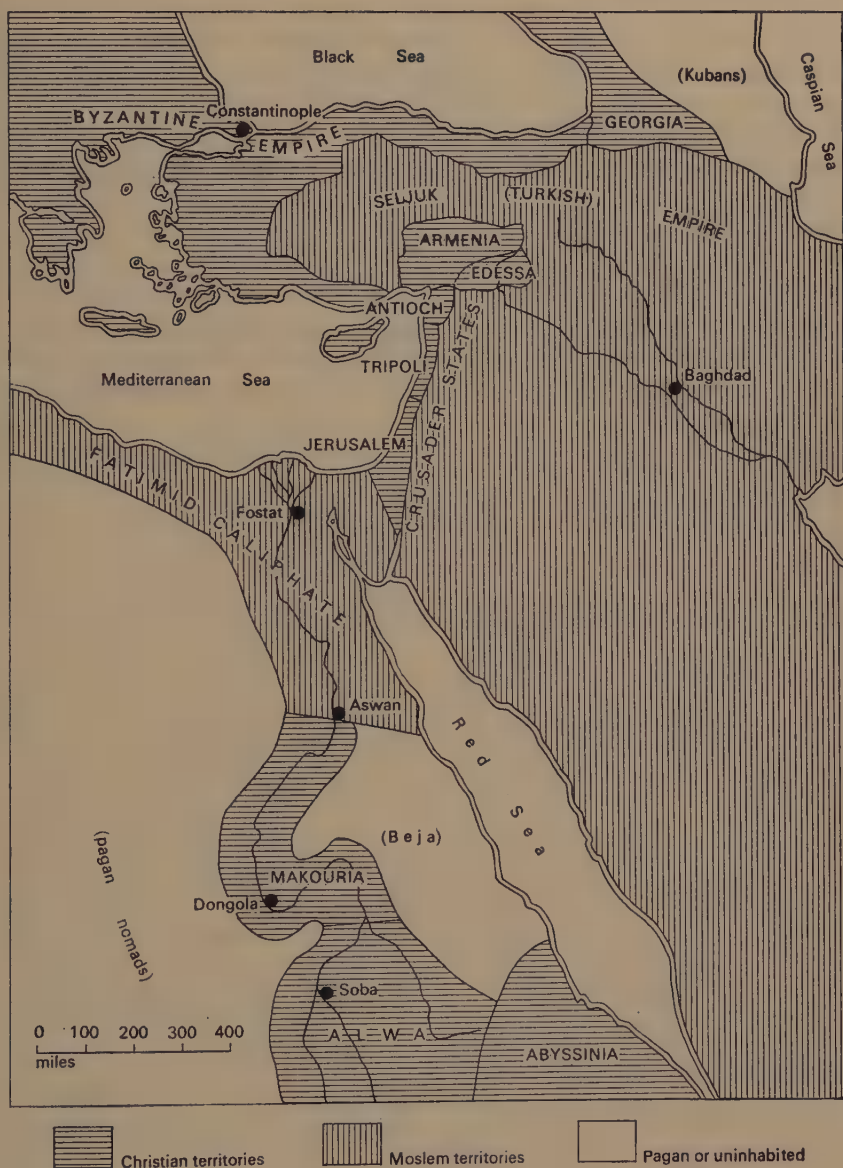 Black Sea
(Kubans)
Caspian Sea
Constantinople
BYZANTINE EMPIRE
GEORGIA
SELJUK (TURKISH) EMPIRE
ARMENIA
EDESSA
ANTIOCH
TRIPOLI
CRUSADER STATES
Baghdad
Mediterranean Sea
JERUSALEM
FATIMID CALIPHATE
Fostat
Aswan
Red Sea
(Beja)
(pagan nomads)
MAKOURIA
Dongola
Soba
ALWA
ABYSSINIA
0 100 200 300 400
miles
Christian territories
Moslem territories
Pagan or uninhabited